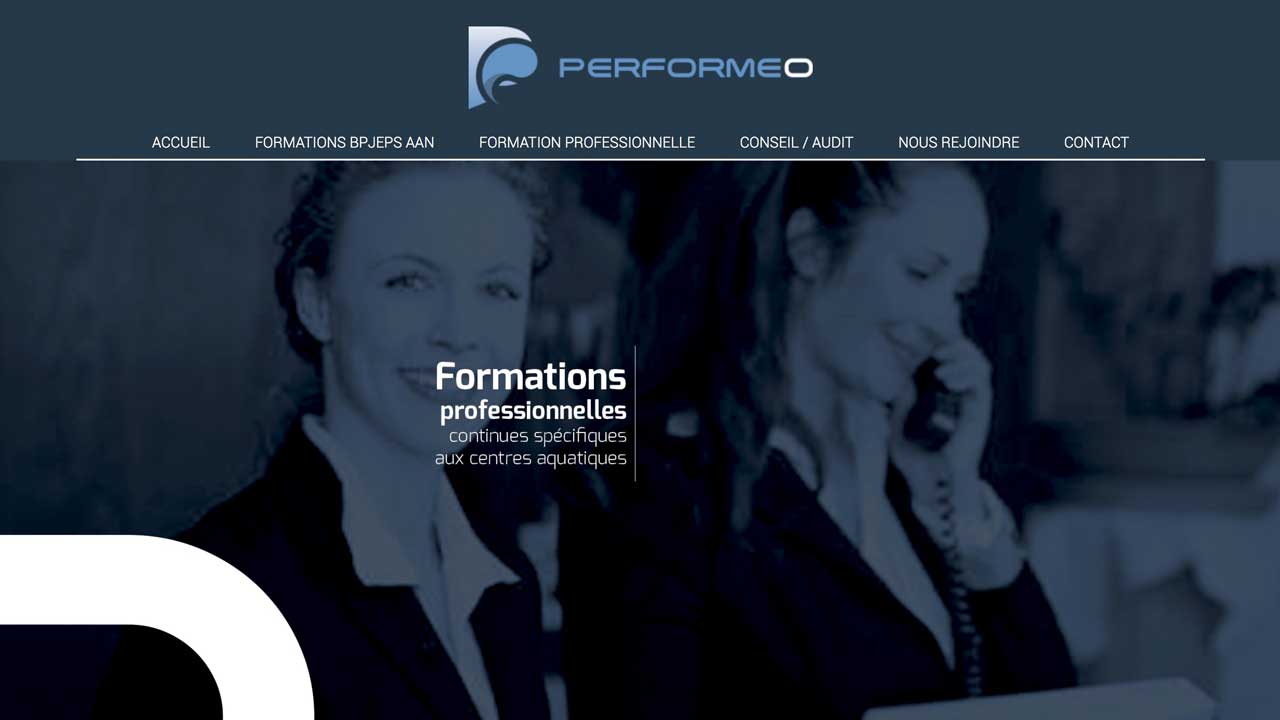 PERFORMEO
ACCUEIL FORMATIONS BPJEPS AAN FORMATION PROFESSIONNELLE CONSEIL / AUDIT NOUS REJOINDRE CONTACT
Formations
professionnelles
continues spécifiques
aux centres aquatiques